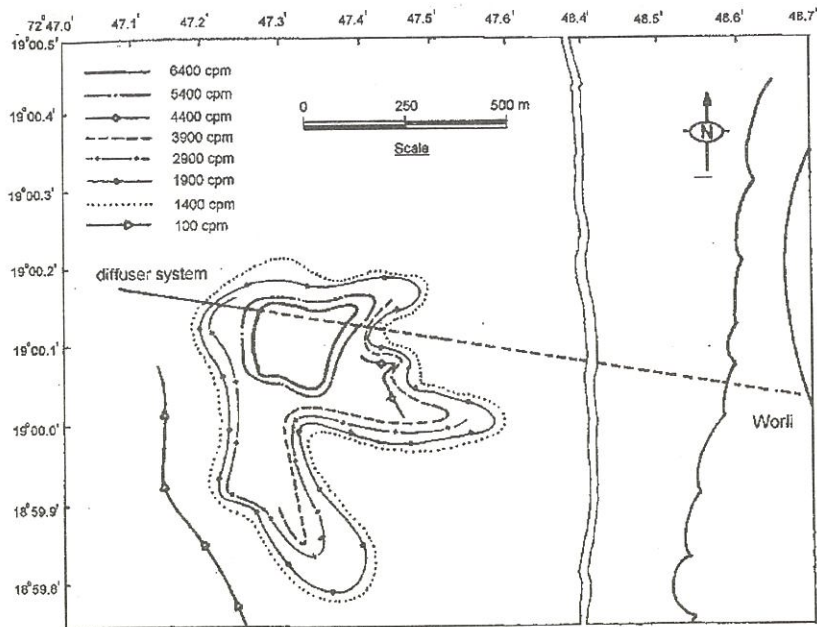 72°47.0' 47.1' 47.2' 47.3' 47.4' 47.5' 47.6' 48.4' 48.5' 48.6' 48.7'
19°00.5'
19°00.4'
19°00.3'
19°00.2'
19°00.1'
19°00.0'
18°59.9'
18°59.8'
6400 cpm
5400 cpm
4400 cpm
3900 cpm
2900 cpm
1900 cpm
1400 cpm
100 cpm
0 250 500 m
Scale
N
diffuser system
Worli